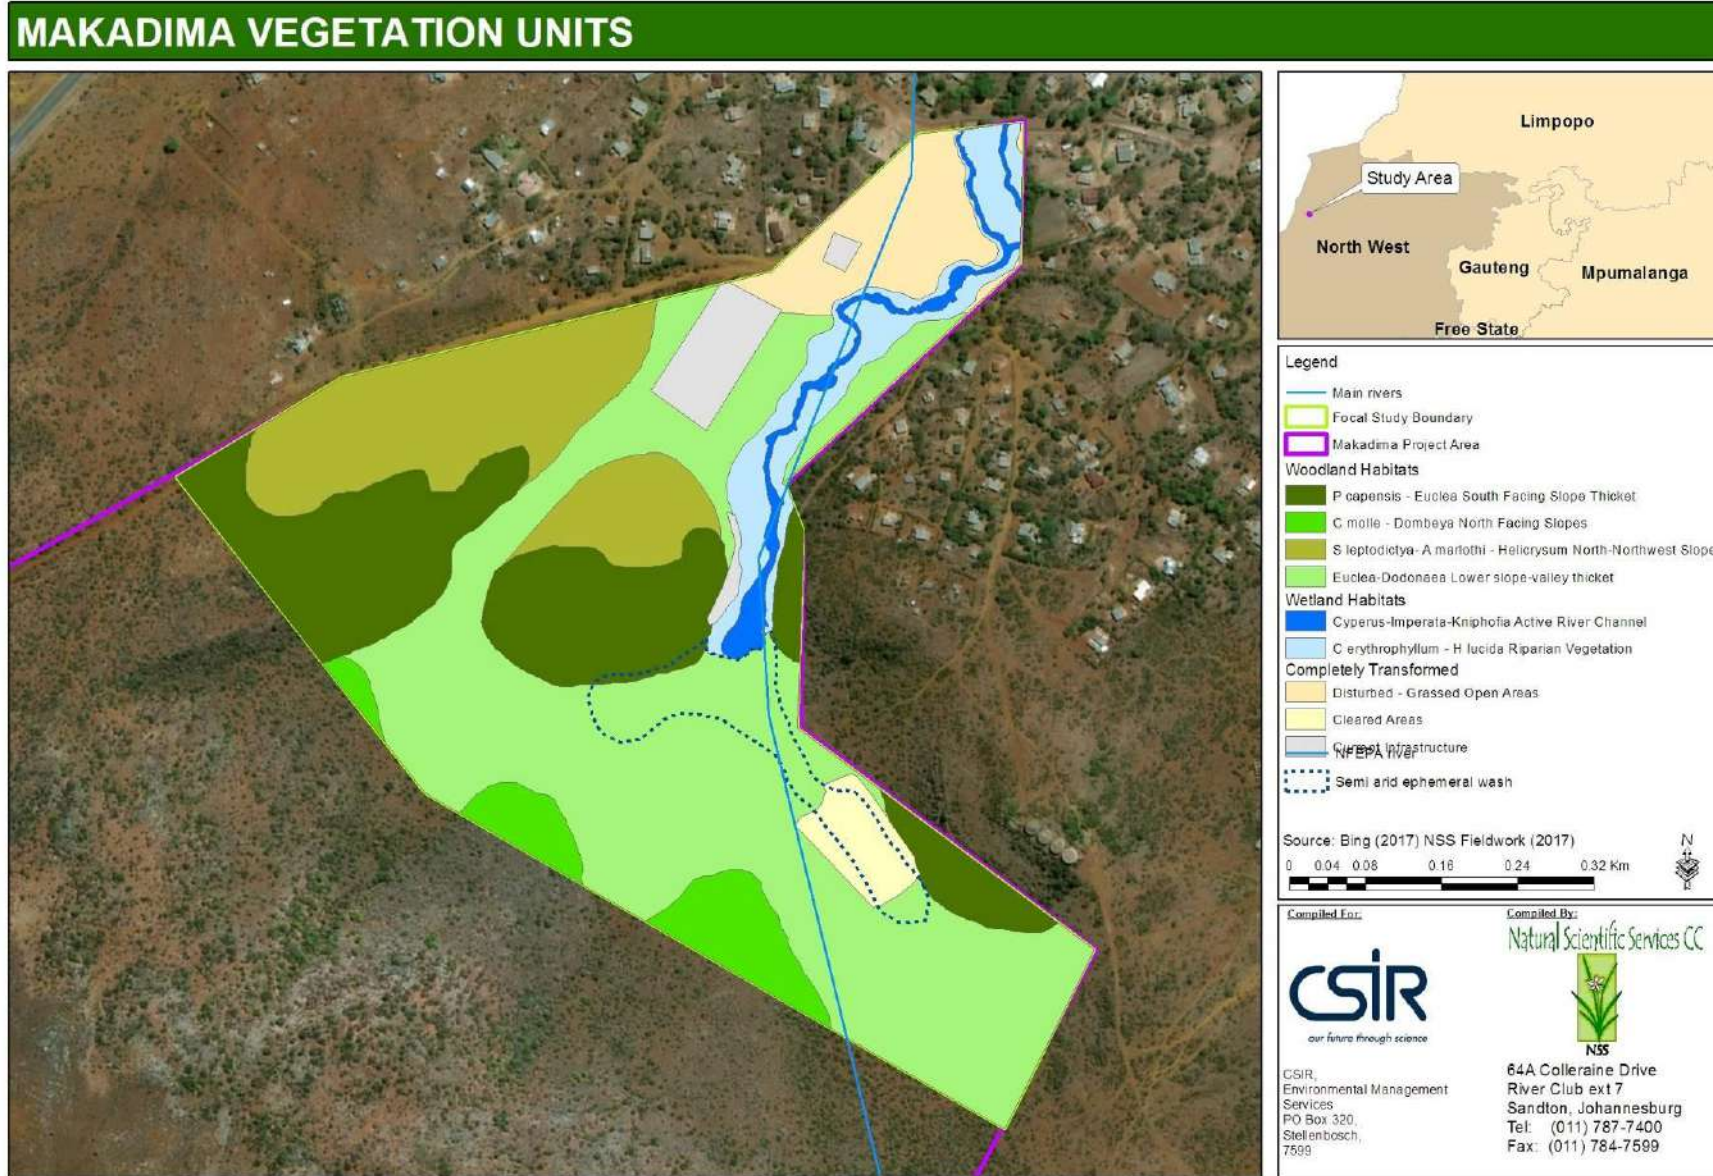 MAKADIMA VEGETATION UNITS
Limpopo
Study Area
North West
Gauteng
Mpumalanga
Free State
Legend
Main rivers
Focal Study Boundary
Makadima Project Area
Woodland Habitats
P capensis - Euclea South Facing Slope Thicket
C molle - Dombeya North Facing Slopes
S leptodictya- A marlothi - Helicrysum North-Northwest Slope
Euclea-Dodonaea Lower slope-valley thicket
Wetland Habitats
Cyperus-Imperata-Kniphofia Active River Channel
C erythrophyllum - H lucida Riparian Vegetation
Completely Transformed
Disturbed - Grassed Open Areas
Cleared Areas
Current Infrastructure
NFEPA river
Semi arid ephemeral wash
Source: Bing (2017) NSS Fieldwork (2017)
N
0 0.04 0.08 0.16 0.24 0.32 Km
Compiled For:
CSIR
our future through science
CSIR,
Environmental Management
Services
PO Box 320,
Stellenbosch,
7599
Compiled By:
Natural Scientific Services CC
NSS
64A Colleraine Drive
River Club ext 7
Sandton, Johannesburg
Tel: (011) 787-7400
Fax: (011) 784-7599